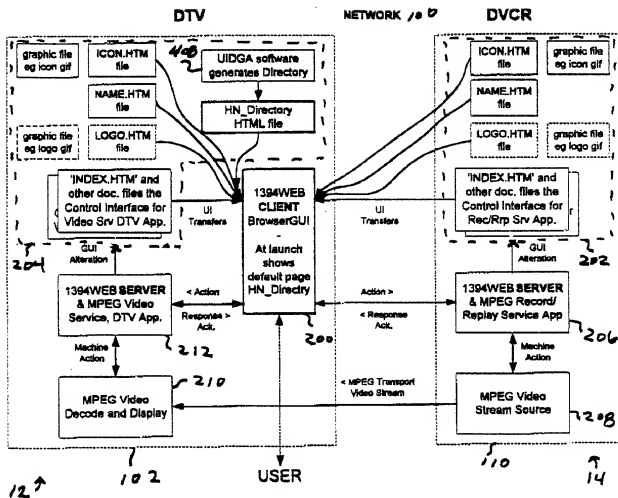 DTV
NETWORK 100
DVCR
408
graphic file
eg icon gif
ICON.HTM
file
UIDGA software
generates Directory
NAME.HTM
file
HN_Directory
HTML file
graphic file
eg logo gif
LOGO.HTM
file
'INDEX.HTM' and
other doc. files the
Control Interface for
Video Srv DTV App.
UI
Transfers
1394WEB
CLIENT
BrowserGUI
-
At launch
shows
default page
HN_Directry
ICON.HTM
file
graphic file
eg icon gif
NAME.HTM
file
LOGO.HTM
file
graphic file
eg logo gif
'INDEX.HTM' and
other doc. files the
Control Interface for
Rec/Rrp Srv App.
UI
Transfers
204
GUI
Alteration
202
GUI
Alteration
1394WEB SERVER
& MPEG Video
Service, DTV App.
< Action
Response >
Ack.
200
Action >
< Response
Ack.
1394WEB SERVER
& MPEG Record/
Replay Service App
212
206
Machine
Action
210
Machine
Action
MPEG Video
Decode and Display
< MPEG Transport
Video Stream
MPEG Video
Stream Source
208
12
102
USER
110
14